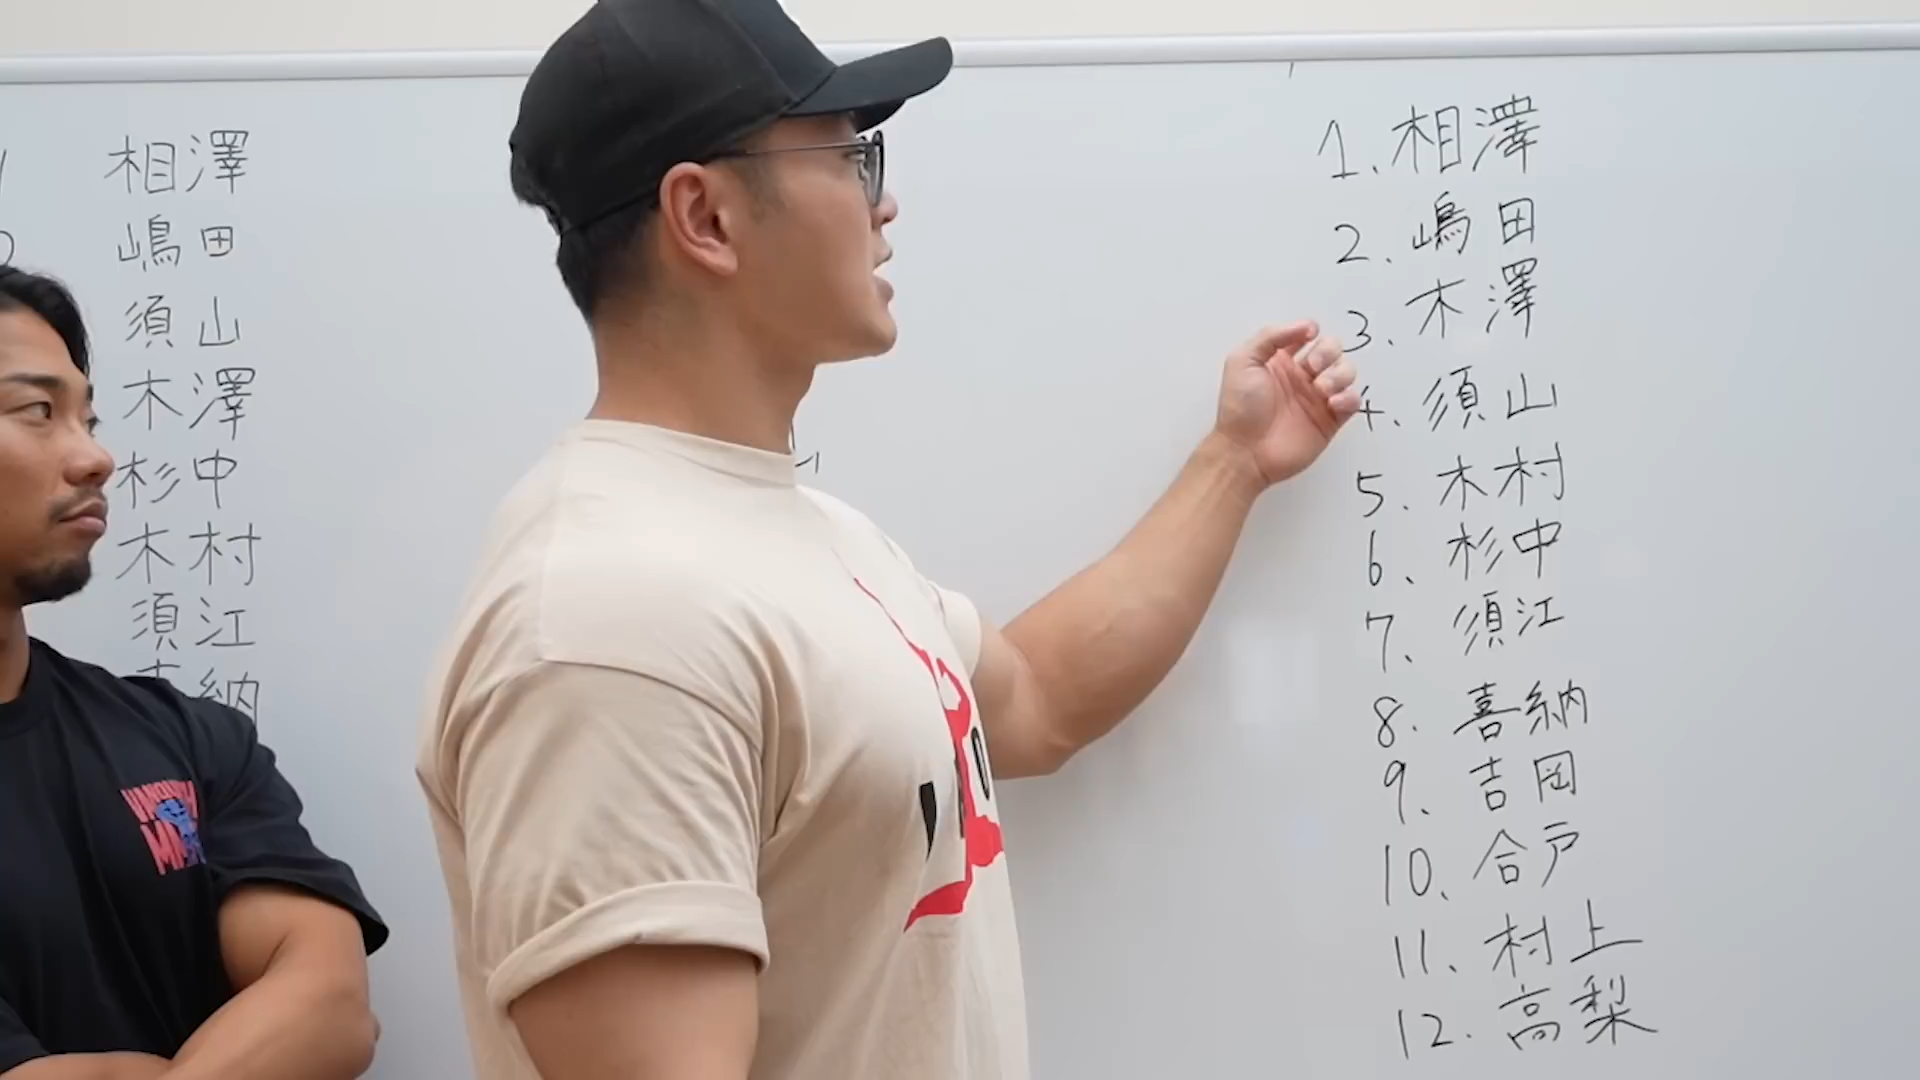 相澤
嶋田
須山
木澤
杉中
木村
須江
納
1. 相澤
2. 嶋田
3. 木澤
4. 須山
5. 木村
6. 杉中
7. 須江
8. 喜納
9. 吉岡
10. 合戸
11. 村上
12. 高梨